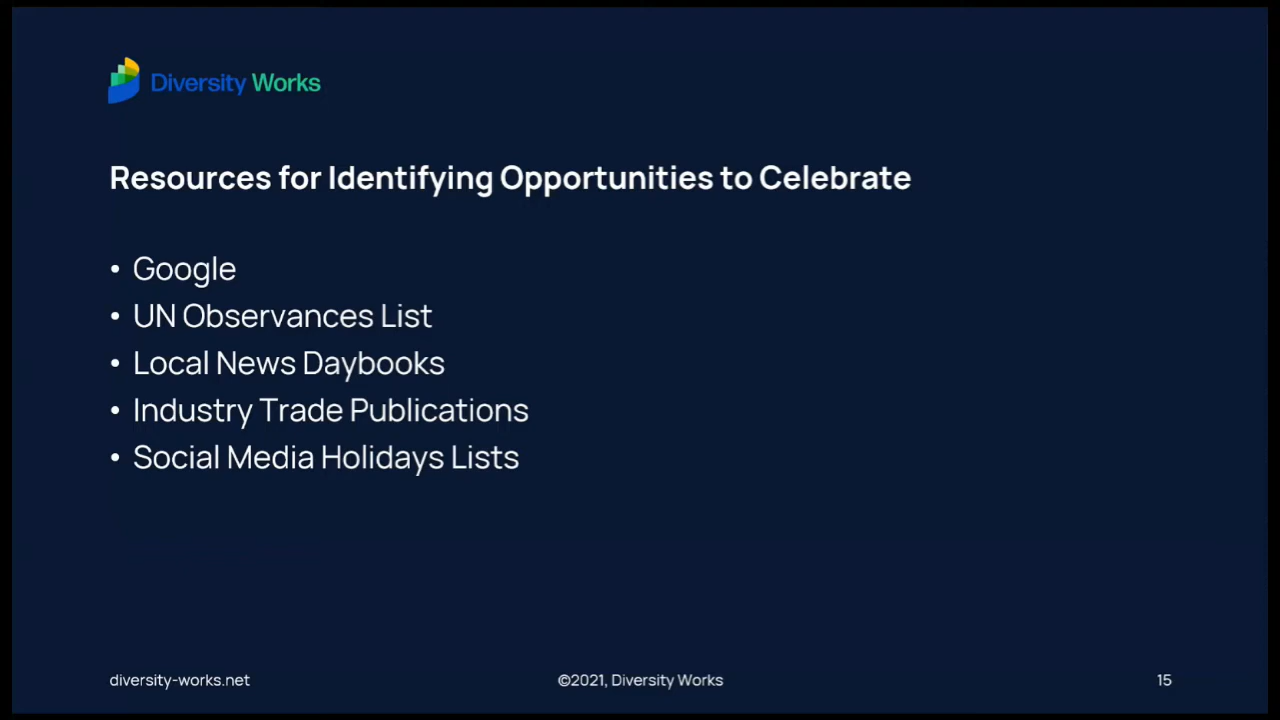 Diversity Works
Resources for Identifying Opportunities to Celebrate
• Google
• UN Observances List
• Local News Daybooks
• Industry Trade Publications
• Social Media Holidays Lists
diversity-works.net
©2021, Diversity Works
15